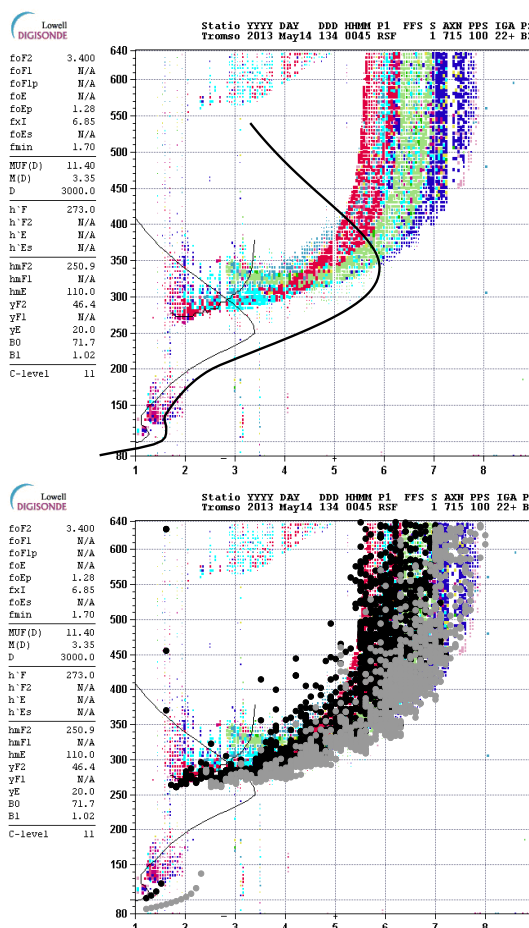 Lowell
DIGISONDE
Statio YYYY DAY DDD HHMM P1 FFS S AXN PPS IGA P
Tromso 2013 May14 134 0045 RSF 1 715 100 22+ B
foF2 3.400
foF1 N/A
foF1p N/A
foE N/A
foEp 1.28
fxI 6.85
foEs N/A
fmin 1.70
MUF(D) 11.40
M(D) 3.35
D 3000.0
h`F 273.0
h`F2 N/A
h`E N/A
h`Es N/A
hmF2 250.9
hmF1 N/A
hmE 110.0
yF2 46.4
yF1 N/A
yE 20.0
B0 71.7
B1 1.02
C-level 11
640
600
550
500
450
400
350
300
250
200
150
80
1 2 3 4 5 6 7 8
Lowell
DIGISONDE
Statio YYYY DAY DDD HHMM P1 FFS S AXN PPS IGA P
Tromso 2013 May14 134 0045 RSF 1 715 100 22+ B
foF2 3.400
foF1 N/A
foF1p N/A
foE N/A
foEp 1.28
fxI 6.85
foEs N/A
fmin 1.70
MUF(D) 11.40
M(D) 3.35
D 3000.0
h`F 273.0
h`F2 N/A
h`E N/A
h`Es N/A
hmF2 250.9
hmF1 N/A
hmE 110.0
yF2 46.4
yF1 N/A
yE 20.0
B0 71.7
B1 1.02
C-level 11
640
600
550
500
450
400
350
300
250
200
150
80
1 2 3 4 5 6 7 8